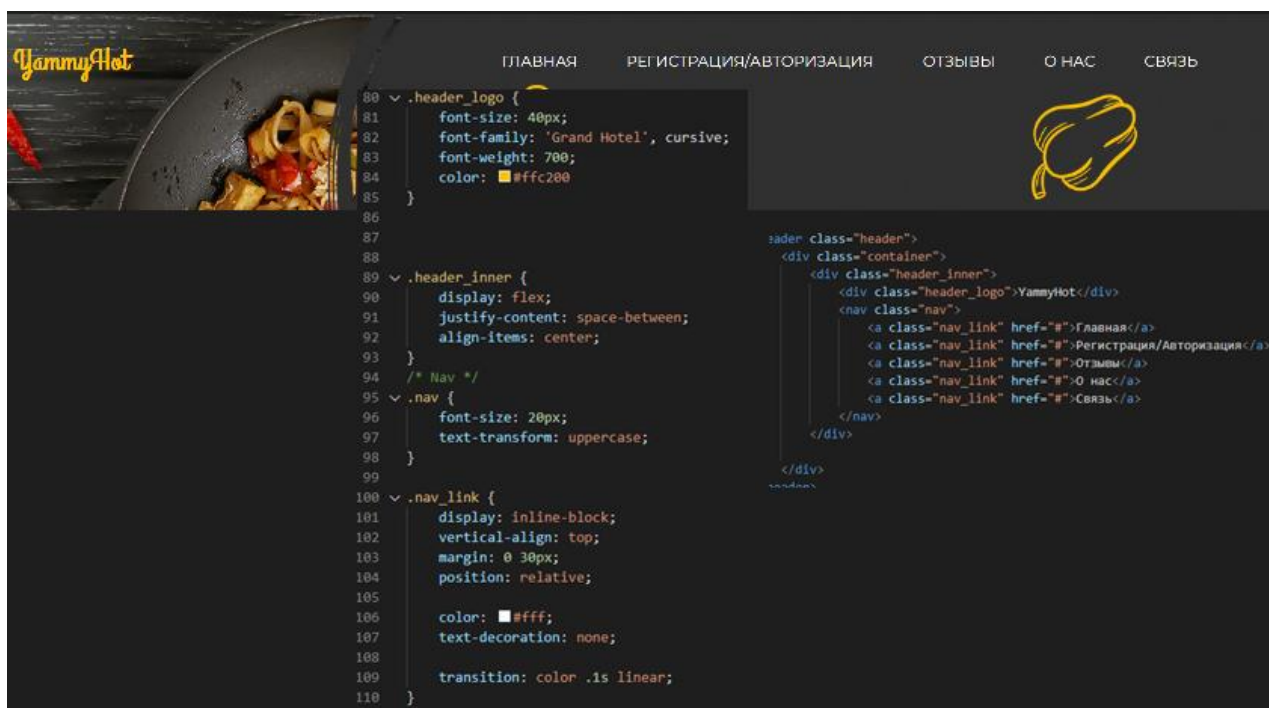 YammyHot
ГЛАВНАЯ РЕГИСТРАЦИЯ/АВТОРИЗАЦИЯ ОТЗЫВЫ О НАС СВЯЗЬ
80 .header_logo {
81 font-size: 40px;
82 font-family: 'Grand Hotel', cursive;
83 font-weight: 700;
84 color: #ffc200
85 }
86
87
88
89 .header_inner {
90 display: flex;
91 justify-content: space-between;
92 align-items: center;
93 }
94 /* Nav */
95 .nav {
96 font-size: 20px;
97 text-transform: uppercase;
98 }
99
100 .nav_link {
101 display: inline-block;
102 vertical-align: top;
103 margin: 0 30px;
104 position: relative;
105
106 color: #fff;
107 text-decoration: none;
108
109 transition: color .1s linear;
110 }
eader class="header">
<div class="container">
<div class="header_inner">
<div class="header_logo">YammyHot</div>
<nav class="nav">
<a class="nav_link" href="#">Главная</a>
<a class="nav_link" href="#">Регистрация/Авторизация</a>
<a class="nav_link" href="#">Отзывы</a>
<a class="nav_link" href="#">О нас</a>
<a class="nav_link" href="#">Связь</a>
</nav>
</div>
</div>